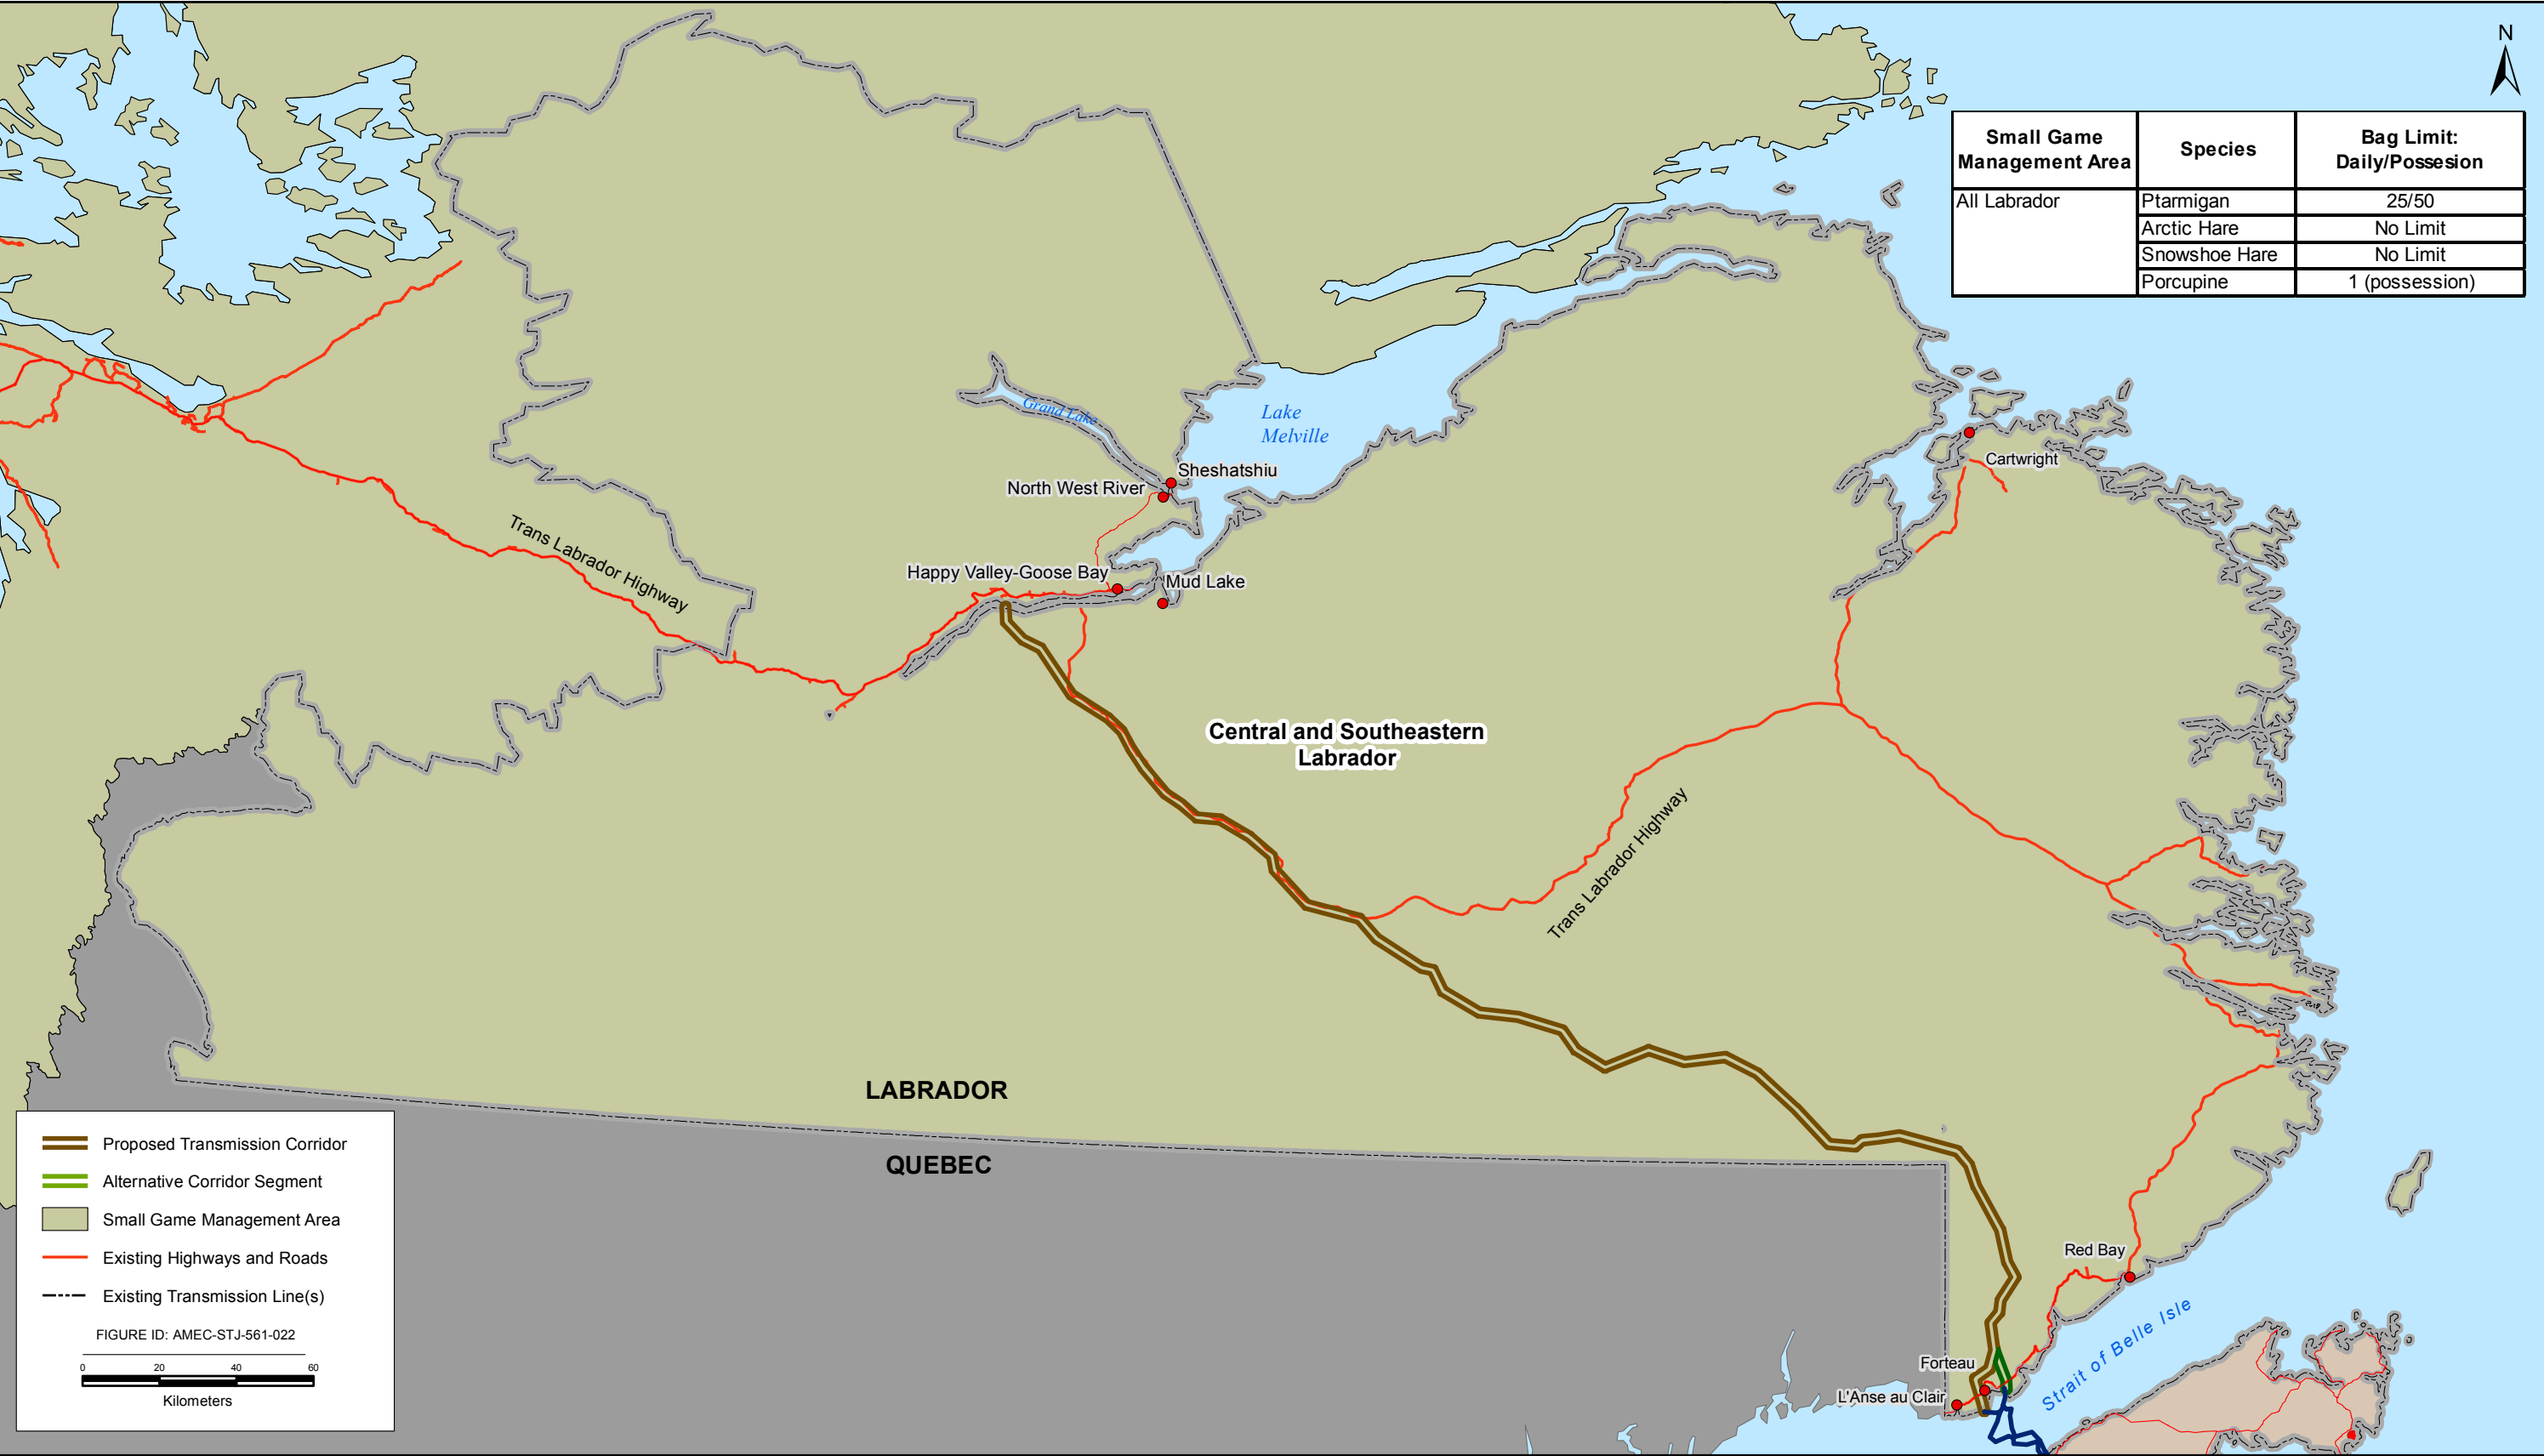 N
Small Game
Management Area
Species
Bag Limit:
Daily/Possesion
All Labrador
Ptarmigan
25/50
Arctic Hare
No Limit
Snowshoe Hare
No Limit
Porcupine
1 (possession)
Grand Lake
Lake
Melville
Sheshatshiu
North West River
Cartwright
Trans Labrador Highway
Happy Valley-Goose Bay
Mud Lake
Central and Southeastern
Labrador
Trans Labrador Highway
LABRADOR
QUEBEC
Red Bay
Strait of Belle Isle
Forteau
L'Anse au Clair
Proposed Transmission Corridor
Alternative Corridor Segment
Small Game Management Area
Existing Highways and Roads
Existing Transmission Line(s)
FIGURE ID: AMEC-STJ-561-022
0 20 40 60
Kilometers